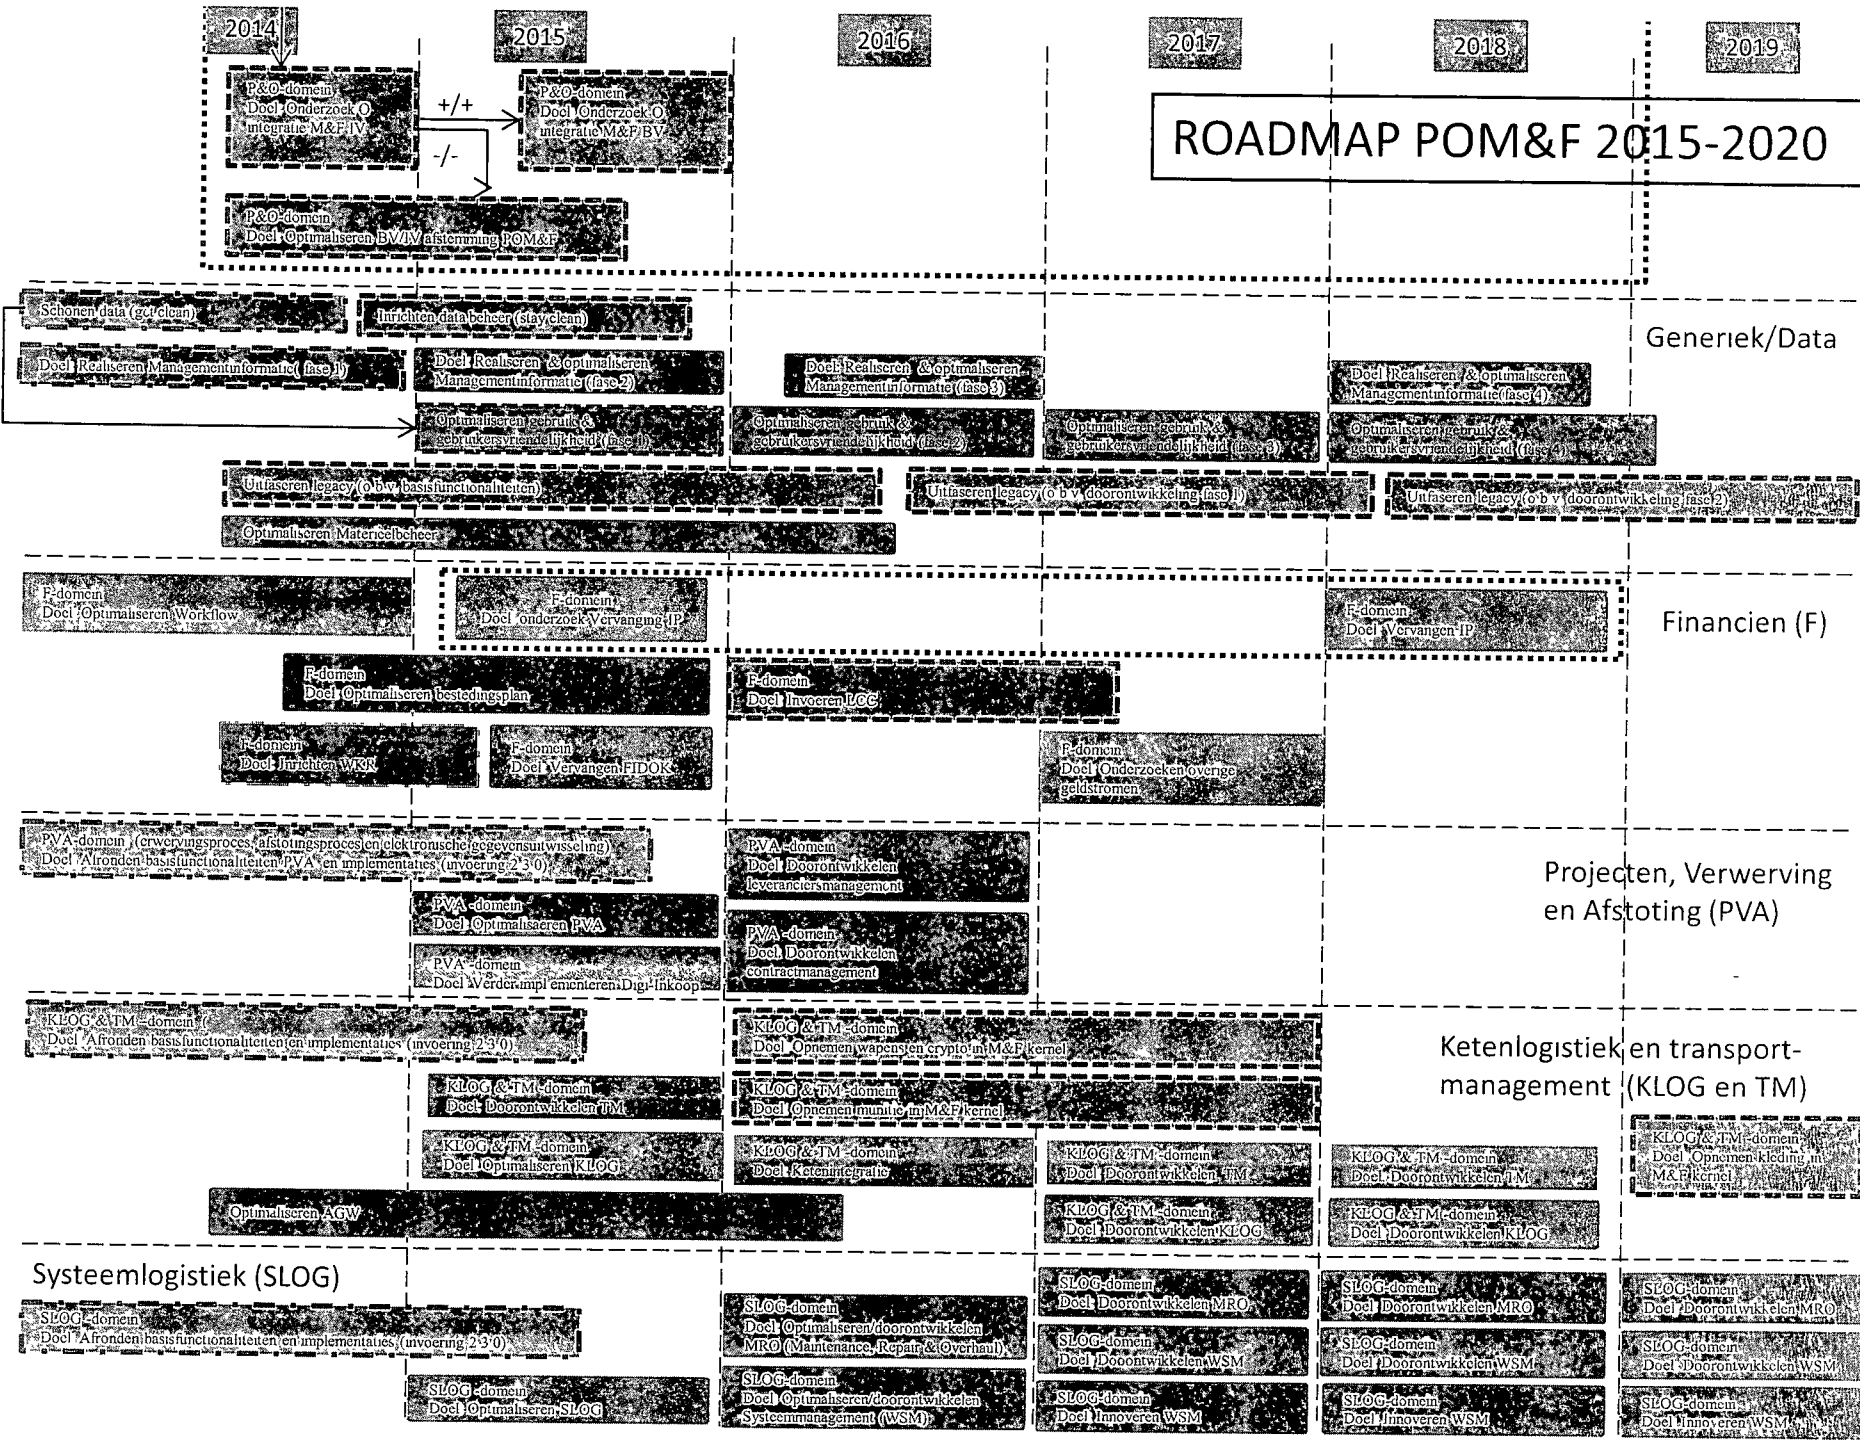 2014
2015
2016
2017
2018
2019
ROADMAP POM&F 2015-2020
P&O-domein
Doel Onderzoek O
integratie M&F IV
+/+
-/-
P&O-domein
Doel Onderzoek O
integratie M&F BV
P&O-domein
Doel Optimaliseren BV/IV afstemming POM&F
Generiek/Data
Schonen data (get clean)
Inrichten data beheer (stay clean)
Doel Realiseren Managementinformatie( fase 1)
Doel Realiseren & optimaliseren
Managementinformatie (fase 2)
Doel Realiseren & optimaliseren
Managementinformatie (fase 3)
Doel Realiseren & optimaliseren
Managementinformatie(fase 4)
Optimaliseren gebruik &
gebruikersvriendelijkheid (fase 1)
Optimaliseren gebruik &
gebruikersvriendelijkheid (fase 2)
Optimaliseren gebruik &
gebruikersvriendelijkheid (fase 3)
Optimaliseren gebruik &
gebruikersvriendelijkheid (fase 4)
Uitfaseren legacy (o b v basisfunctionaliteiten)
Uitfaseren legacy (o b v doorontwikkeling fase 1)
Uitfaseren legacy (o b v doorontwikkeling fase 2)
Optimaliseren Materieelbeheer
Financien (F)
F-domein
Doel Optimaliseren Workflow
F-domein
Doel onderzoek Vervanging IP
F-domein
Doel Vervangen IP
F-domein
Doel Optimaliseren bestedingsplan
F-domein
Doel Invoeren LCC
F-domein
Doel Inrichten WKR
F-domein
Doel Vervangen FIDOK
F-domein
Doel Onderzoeken overige
geldstromen
Projecten, Verwerving
en Afstoting (PVA)
PVA-domein (erwervingsproces, afstotingsproces en elektronische gegevensuitwisseling)
Doel Afronden basisfunctionaliteiten PVA en implementaties (invoering 2 3 0)
PVA -domein
Doel Doorontwikkelen
leveranciersmanagement
PVA -domein
Doel Optimalisaeren PVA
PVA -domein
Doel. Doorontwikkelen
contractmanagement
PVA -domein
Doel Verder implementeren Digi-Inkoop
Ketenlogistiek en transport-
management (KLOG en TM)
KLOG & TM -domein (
Doel Afronden basisfunctionaliteiten en implementaties (invoering 2 3 0)
KLOG & TM -domein
Doel Opnemen wapens en crypto in M&F kernel
KLOG & TM -domein
Doel Doorontwikkelen TM
KLOG & TM -domein
Doel Opnemen munitie in M&F kernel
KLOG & TM -domein
Doel Optimaliseren KLOG
KLOG & TM -domein
Doel Ketenintegratie
KLOG & TM -domein
Doel Doorontwikkelen TM
KLOG & TM -domein
Doel Doorontwikkelen TM
KLOG & TM -domein
Doel Opnemen kleding in
M&F kernel
Optimaliseren AGW
KLOG & TM -domein
Doel Doorontwikkelen KLOG
KLOG & TM -domein
Doel Doorontwikkelen KLOG
Systeemlogistiek (SLOG)
SLOG-domein
Doel Afronden basisfunctionaliteiten en implementaties (invoering 2 3 0)
SLOG-domein
Doel Optimaliseren/doorontwikkelen
MRO (Maintenance, Repair & Overhaul)
SLOG-domein
Doel Doorontwikkelen MRO
SLOG-domein
Doel Doorontwikkelen MRO
SLOG-domein
Doel Doorontwikkelen MRO
SLOG-domein
Doel Dooontwikkelen WSM
SLOG-domein
Doel Doorontwikkelen WSM
SLOG-domein
Doel Doorontwikkelen WSM
SLOG -domein
Doel Optimaliseren SLOG
SLOG-domein
Doel Optimaliseren/doorontwikkelen
Systeemmanagement (WSM)
SLOG-domein
Doel Innoveren WSM
SLOG-domein
Doel Innoveren WSM
SLOG-domein
Doel Innoveren WSM